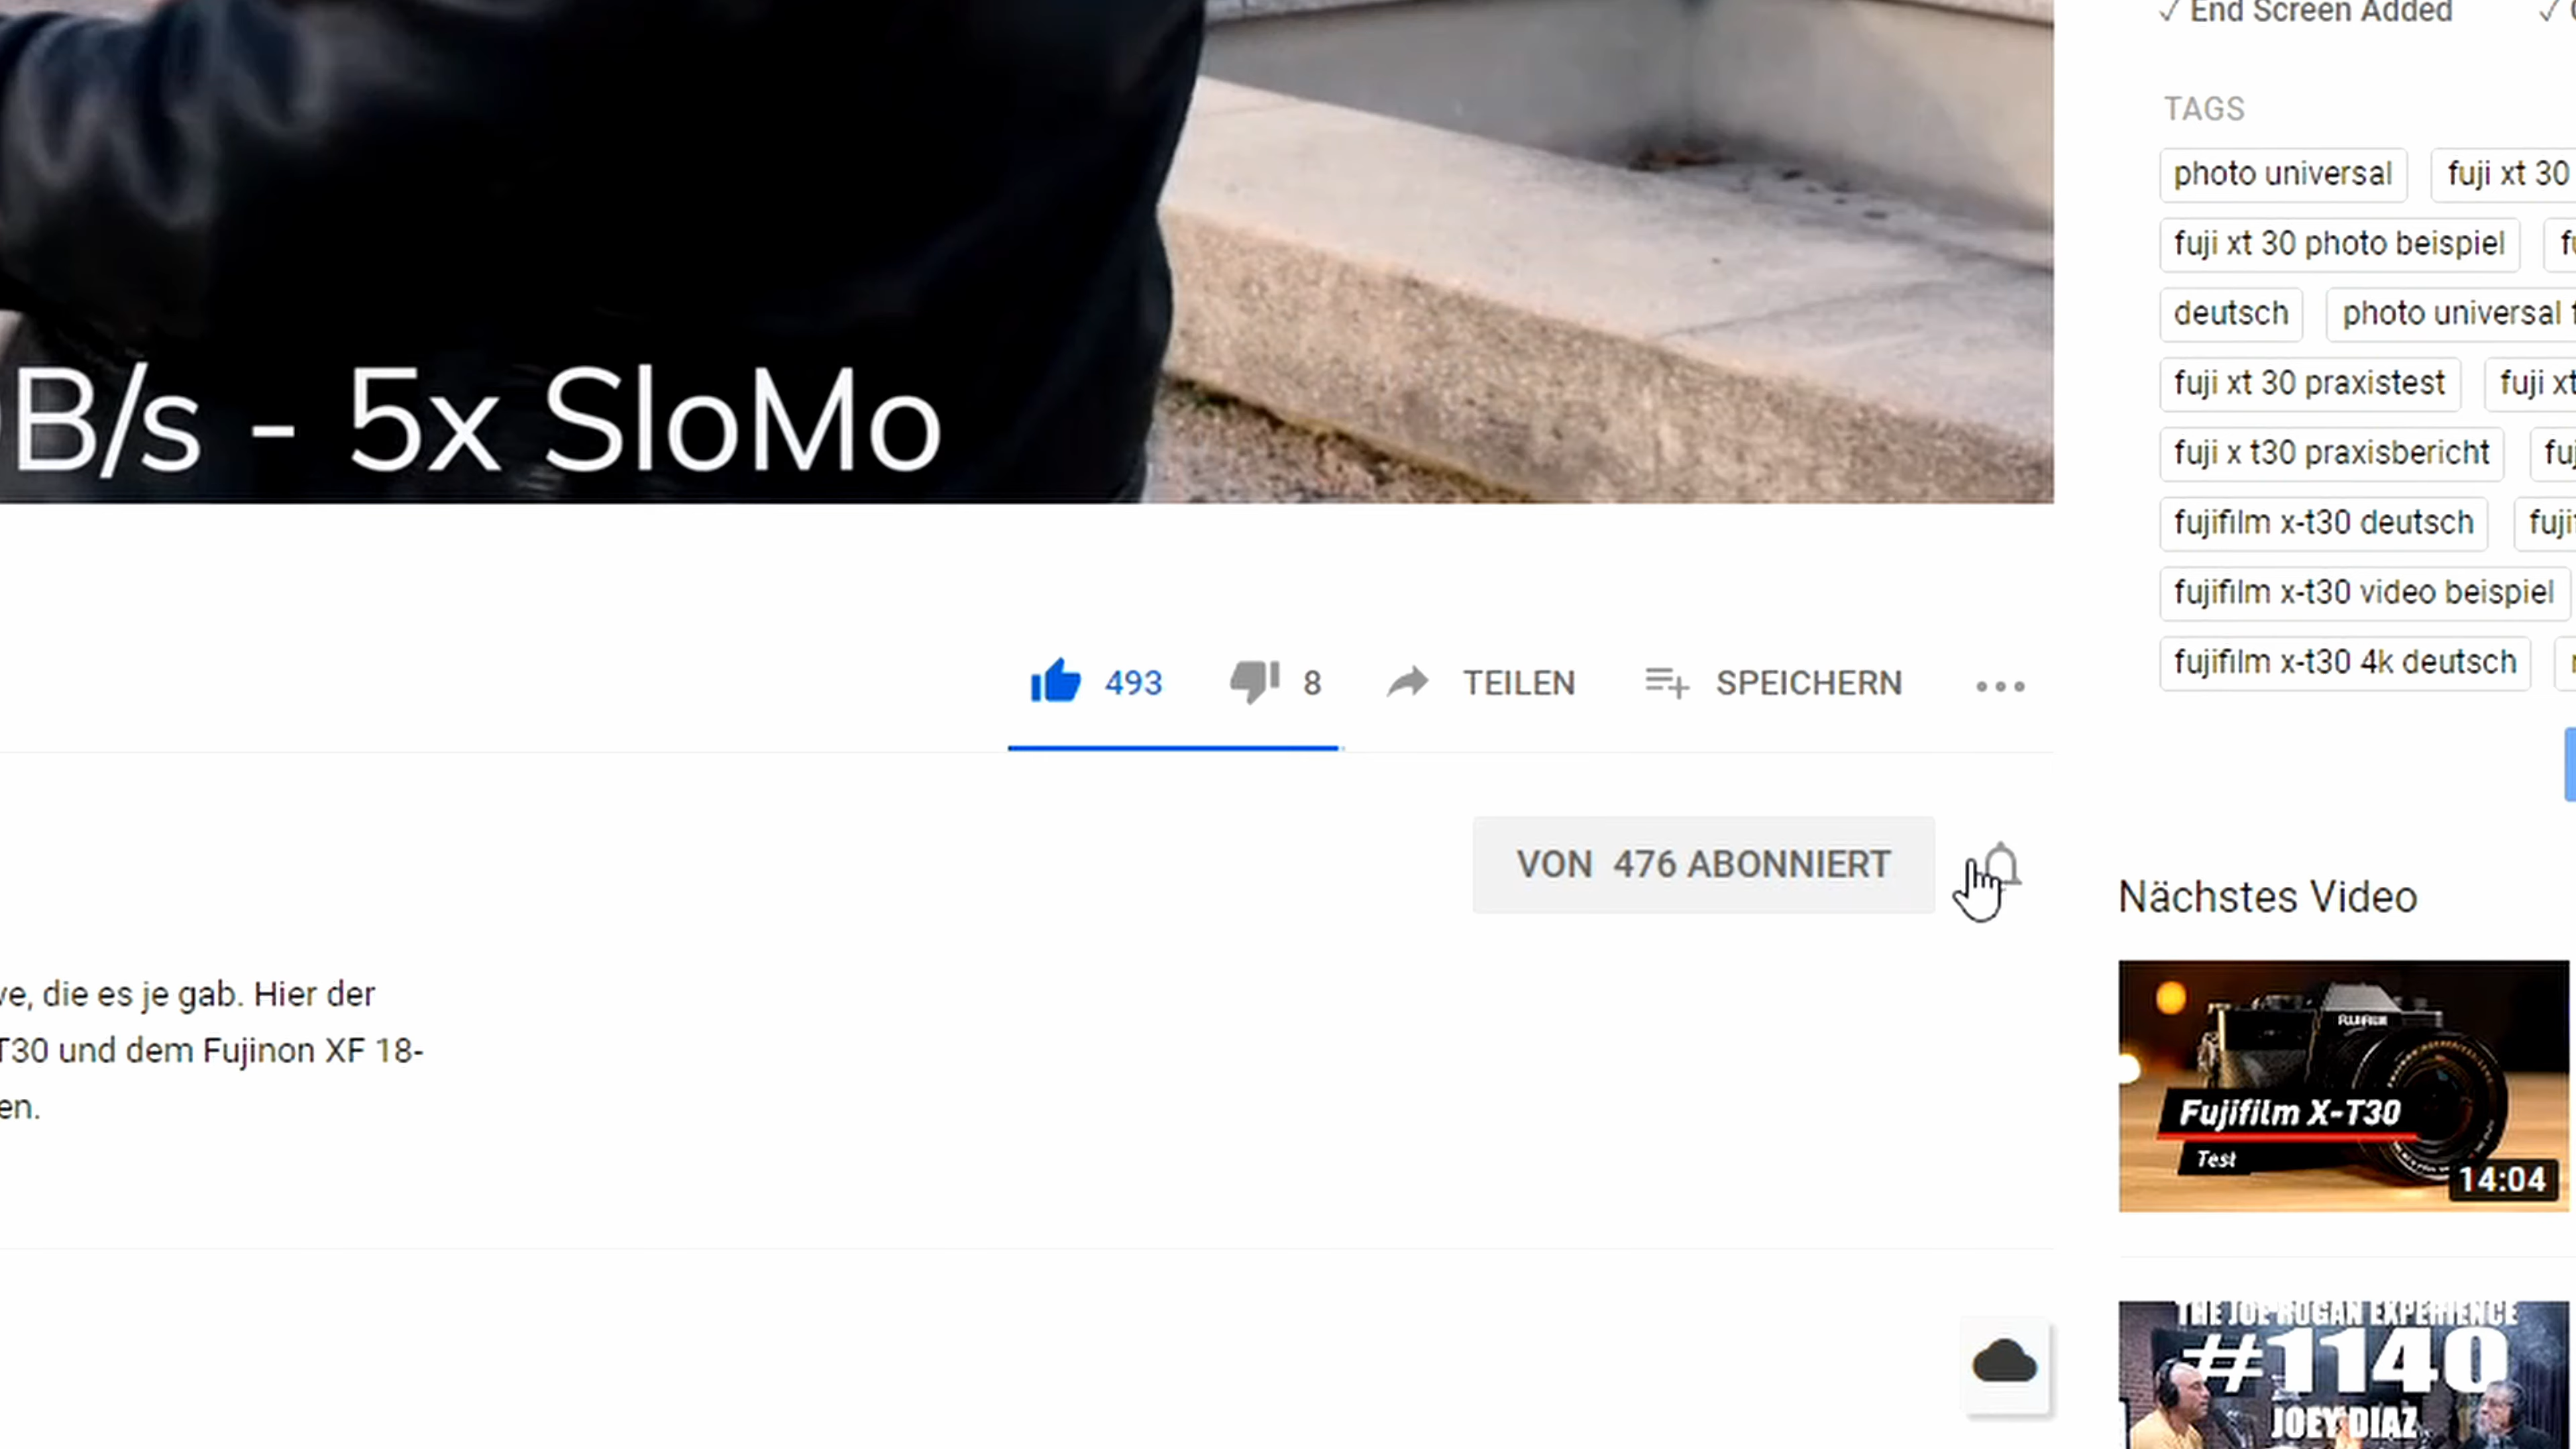 End Screen Added
TAGS
photo universal
fuji xt 30
fuji xt 30 photo beispiel
deutsch
photo universal
fuji xt 30 praxistest
fuji xt
fuji x t30 praxisbericht
fujifilm x-t30 deutsch
fujifilm x-t30 video beispiel
fujifilm x-t30 4k deutsch
B/s - 5x SloMo
493
8
TEILEN
SPEICHERN
VON 476 ABONNIERT
die es je gab. Hier der
T30 und dem Fujinon XF 18-
Nächstes Video
FUJIFILM
Fujifilm X-T30
Test
14:04
THE JOE ROGAN EXPERIENCE
#1140
JOEY DIAZ